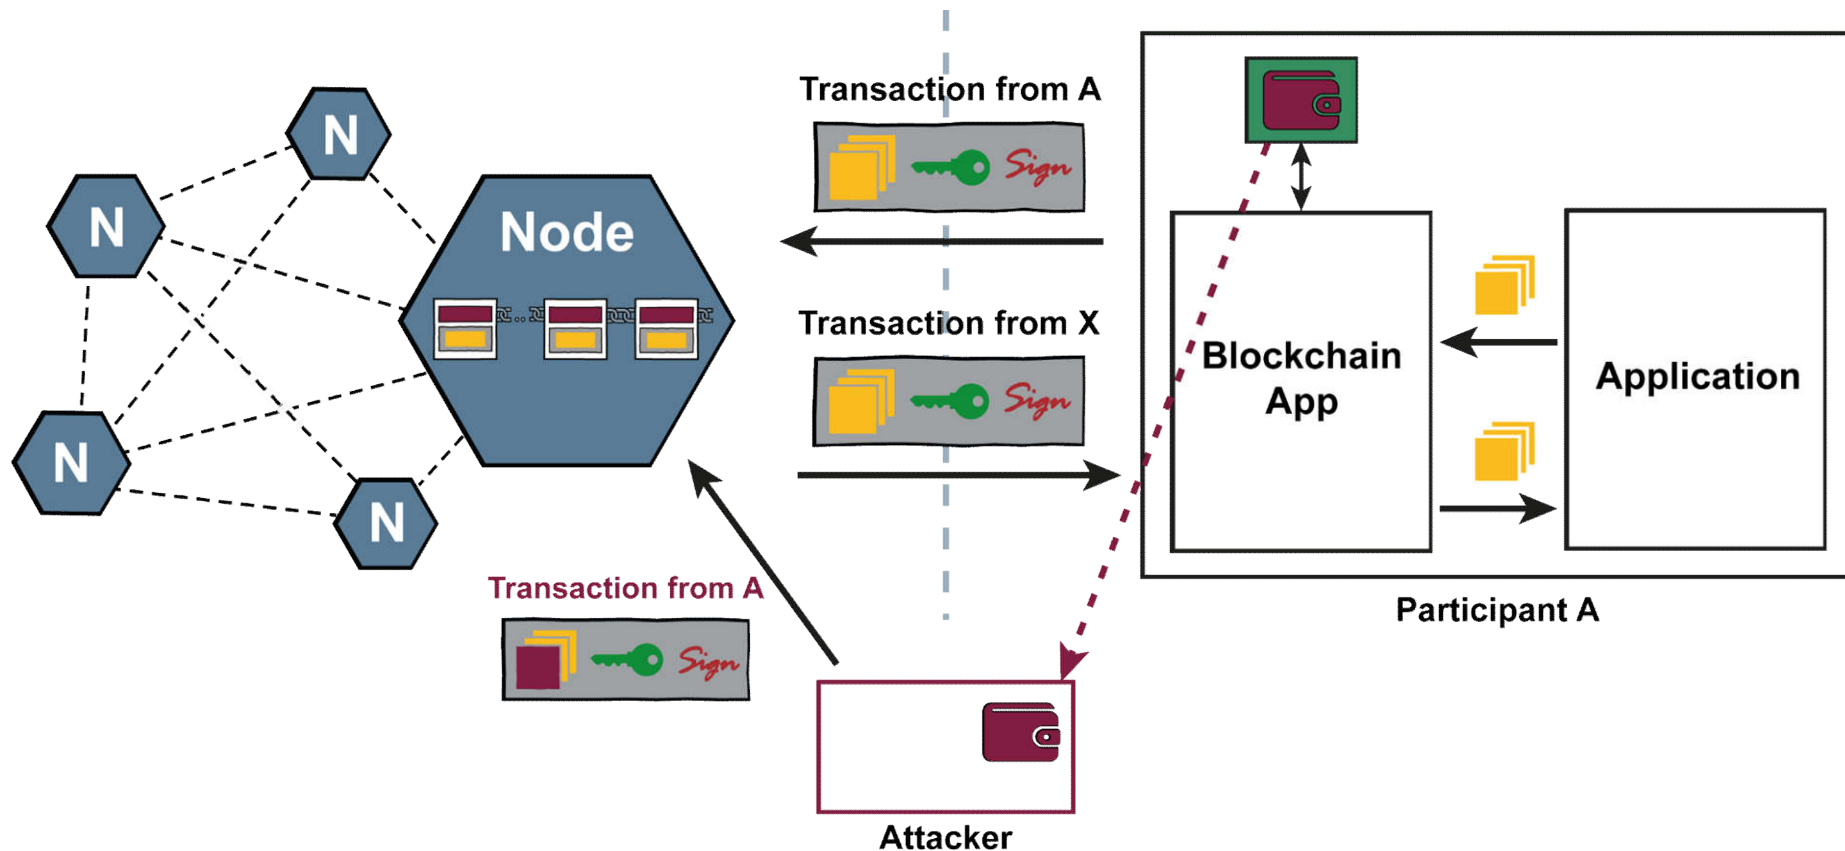 Transaction from A
Sign
N
Node
N
Transaction from X
Sign
Blockchain
App
Application
N
N
Transaction from A
Sign
Participant A
Attacker